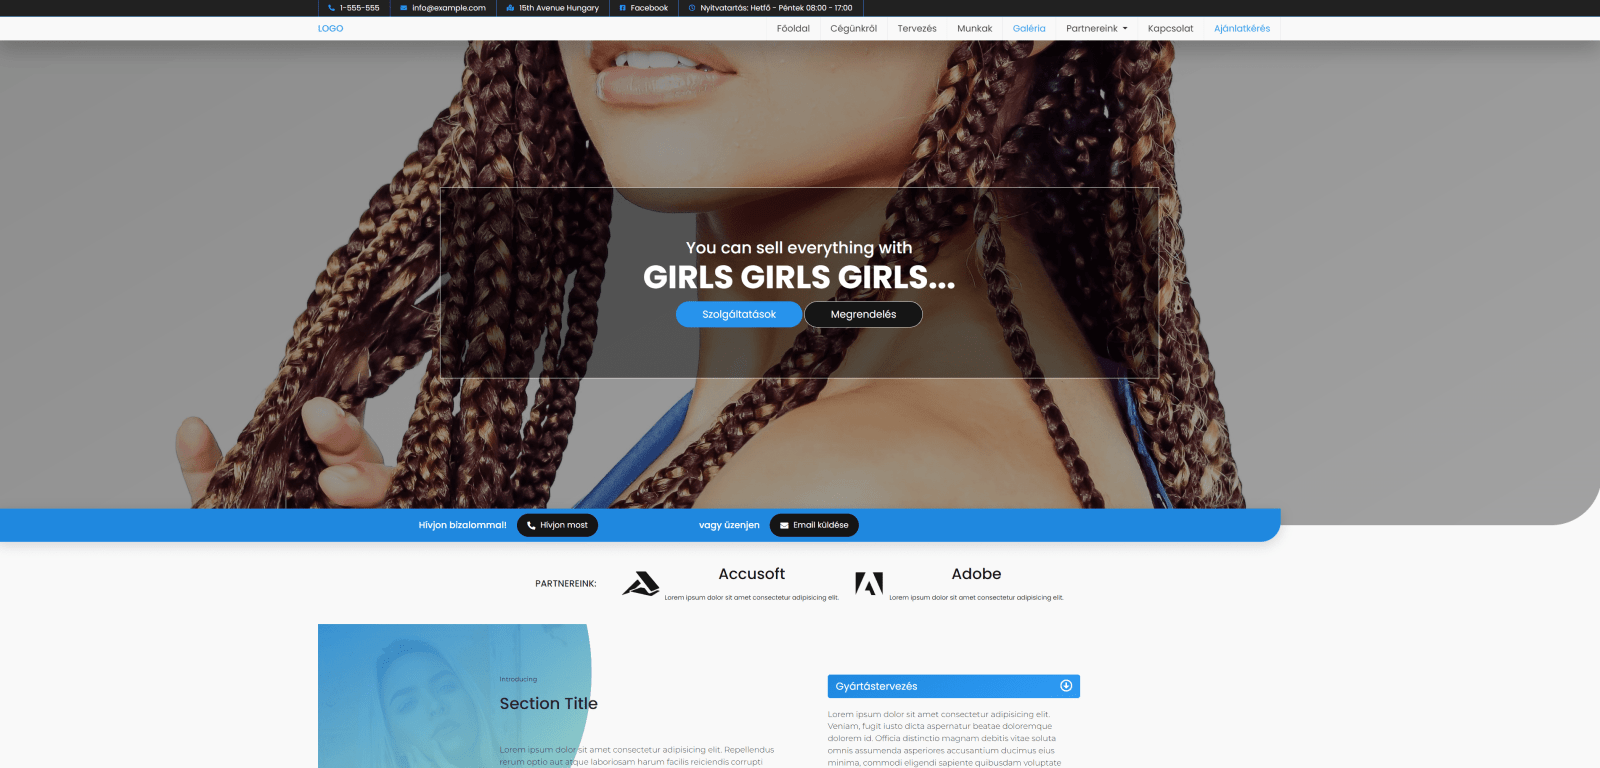 1-555-555
info@example.com
15th Avenue Hungary
Facebook
Nyitvatartás: Hetfő - Péntek 08:00 - 17:00
LOGO
Főoldal
Cégünkről
Tervezés
Munkak
Galéria
Partnereink
Kapcsolat
Ajánlatkérés
You can sell everything with
GIRLS GIRLS GIRLS...
Szolgáltatások
Megrendelés
Hívjon bizalommal!
Hívjon most
vagy üzenjen
Email küldése
PARTNEREINK:
Accusoft
Lorem ipsum dolor sit amet consectetur adipisicing elit.
Adobe
Lorem ipsum dolor sit amet consectetur adipisicing elit.
Introducing
Section Title
Lorem ipsum dolor sit amet consectetur adipisicing elit. Repellendus
rerum optio aut atque laboriosam harum facilis reiciendis corrupti
Gyártástervezés
Lorem ipsum dolor sit amet consectetur adipisicing elit.
Veniam, fugit iusto dicta aspernatur beatae doloremque
dolorem id. Officia distinctio magnam debitis vitae soluta
omnis assumenda asperiores accusantium ducimus eius
minima, commodi eligendi sapiente quibusdam voluptate